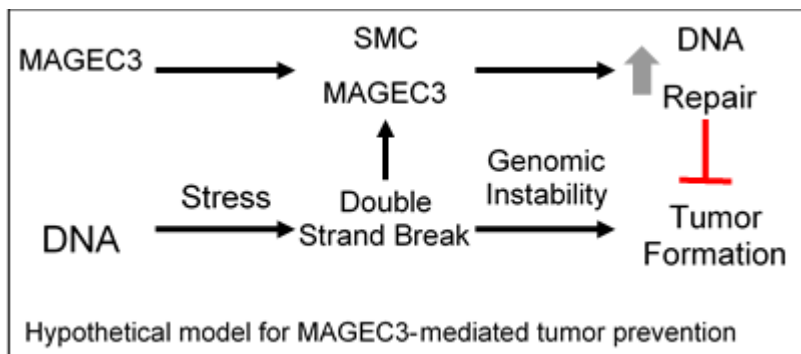 MAGEC3
SMC
MAGEC3
DNA
Repair
DNA
Stress
Double
Strand Break
Genomic
Instability
Tumor
Formation
Hypothetical model for MAGEC3-mediated tumor prevention